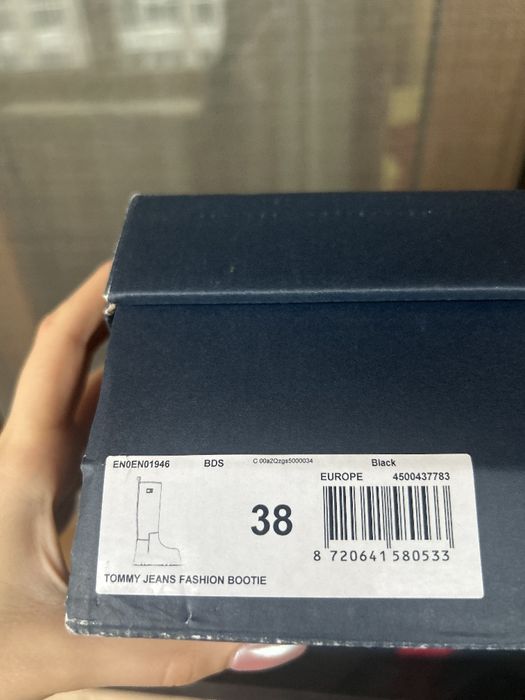 EN0EN01946 BDS C.00a2Qzgs5000034 Black
EUROPE 4500437783
38
8 720641 580533
TOMMY JEANS FASHION BOOTIE